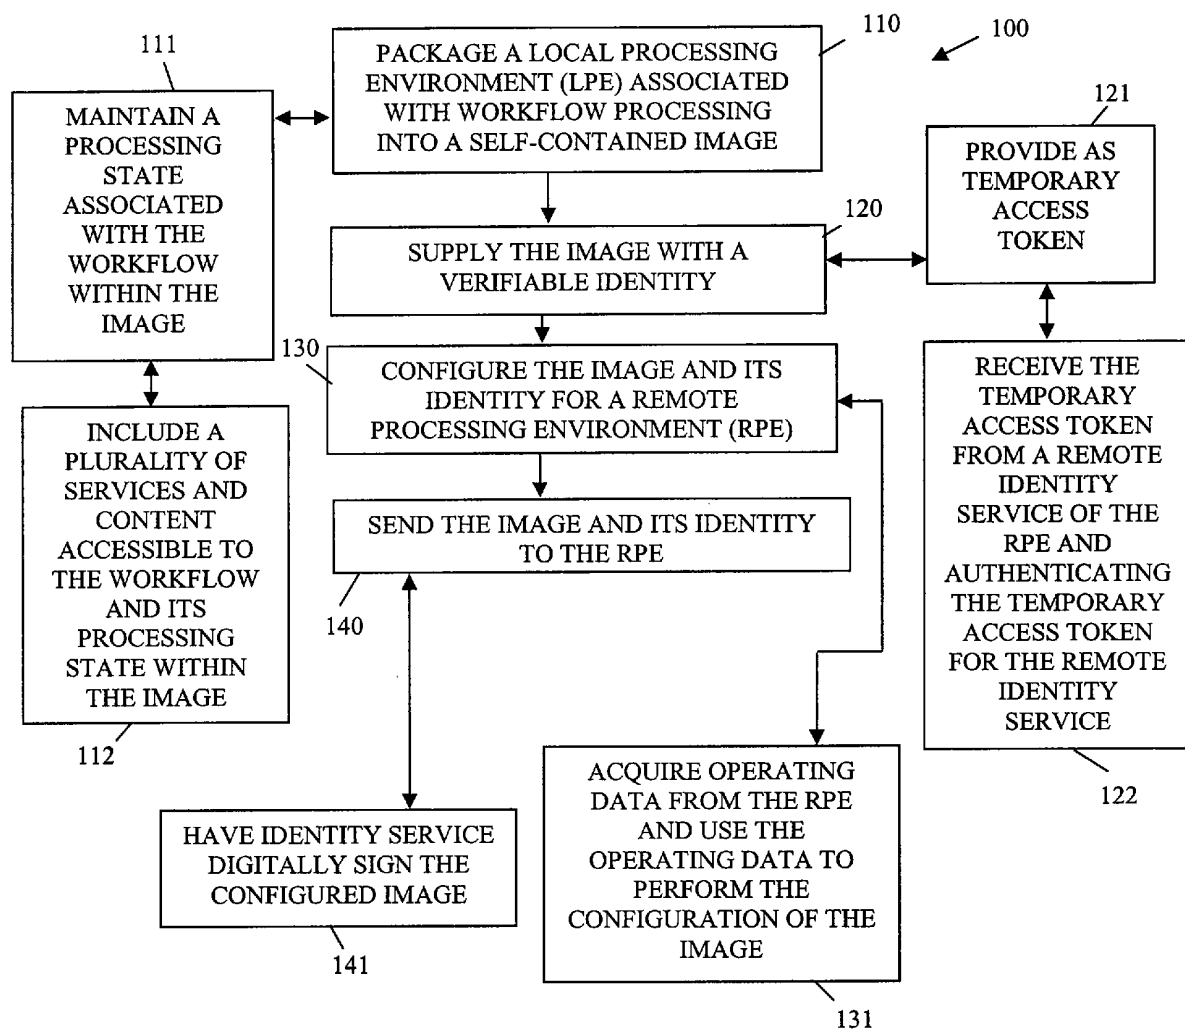 110
100
PACKAGE A LOCAL PROCESSING
ENVIRONMENT (LPE) ASSOCIATED
WITH WORKFLOW PROCESSING
INTO A SELF-CONTAINED IMAGE
111
MAINTAIN A
PROCESSING
STATE
ASSOCIATED
WITH THE
WORKFLOW
WITHIN THE
IMAGE
121
PROVIDE AS
TEMPORARY
ACCESS
TOKEN
120
SUPPLY THE IMAGE WITH A
VERIFIABLE IDENTITY
130
CONFIGURE THE IMAGE AND ITS
IDENTITY FOR A REMOTE
PROCESSING ENVIRONMENT (RPE)
RECEIVE THE
TEMPORARY
ACCESS TOKEN
FROM A REMOTE
IDENTITY
SERVICE OF THE
RPE AND
AUTHENTICATING
THE TEMPORARY
ACCESS TOKEN
FOR THE REMOTE
IDENTITY
SERVICE
122
INCLUDE A
PLURALITY OF
SERVICES AND
CONTENT
ACCESSIBLE TO
THE WORKFLOW
AND ITS
PROCESSING
STATE WITHIN
THE IMAGE
112
SEND THE IMAGE AND ITS IDENTITY
TO THE RPE
140
HAVE IDENTITY SERVICE
DIGITALLY SIGN THE
CONFIGURED IMAGE
141
ACQUIRE OPERATING
DATA FROM THE RPE
AND USE THE
OPERATING DATA TO
PERFORM THE
CONFIGURATION OF THE
IMAGE
131